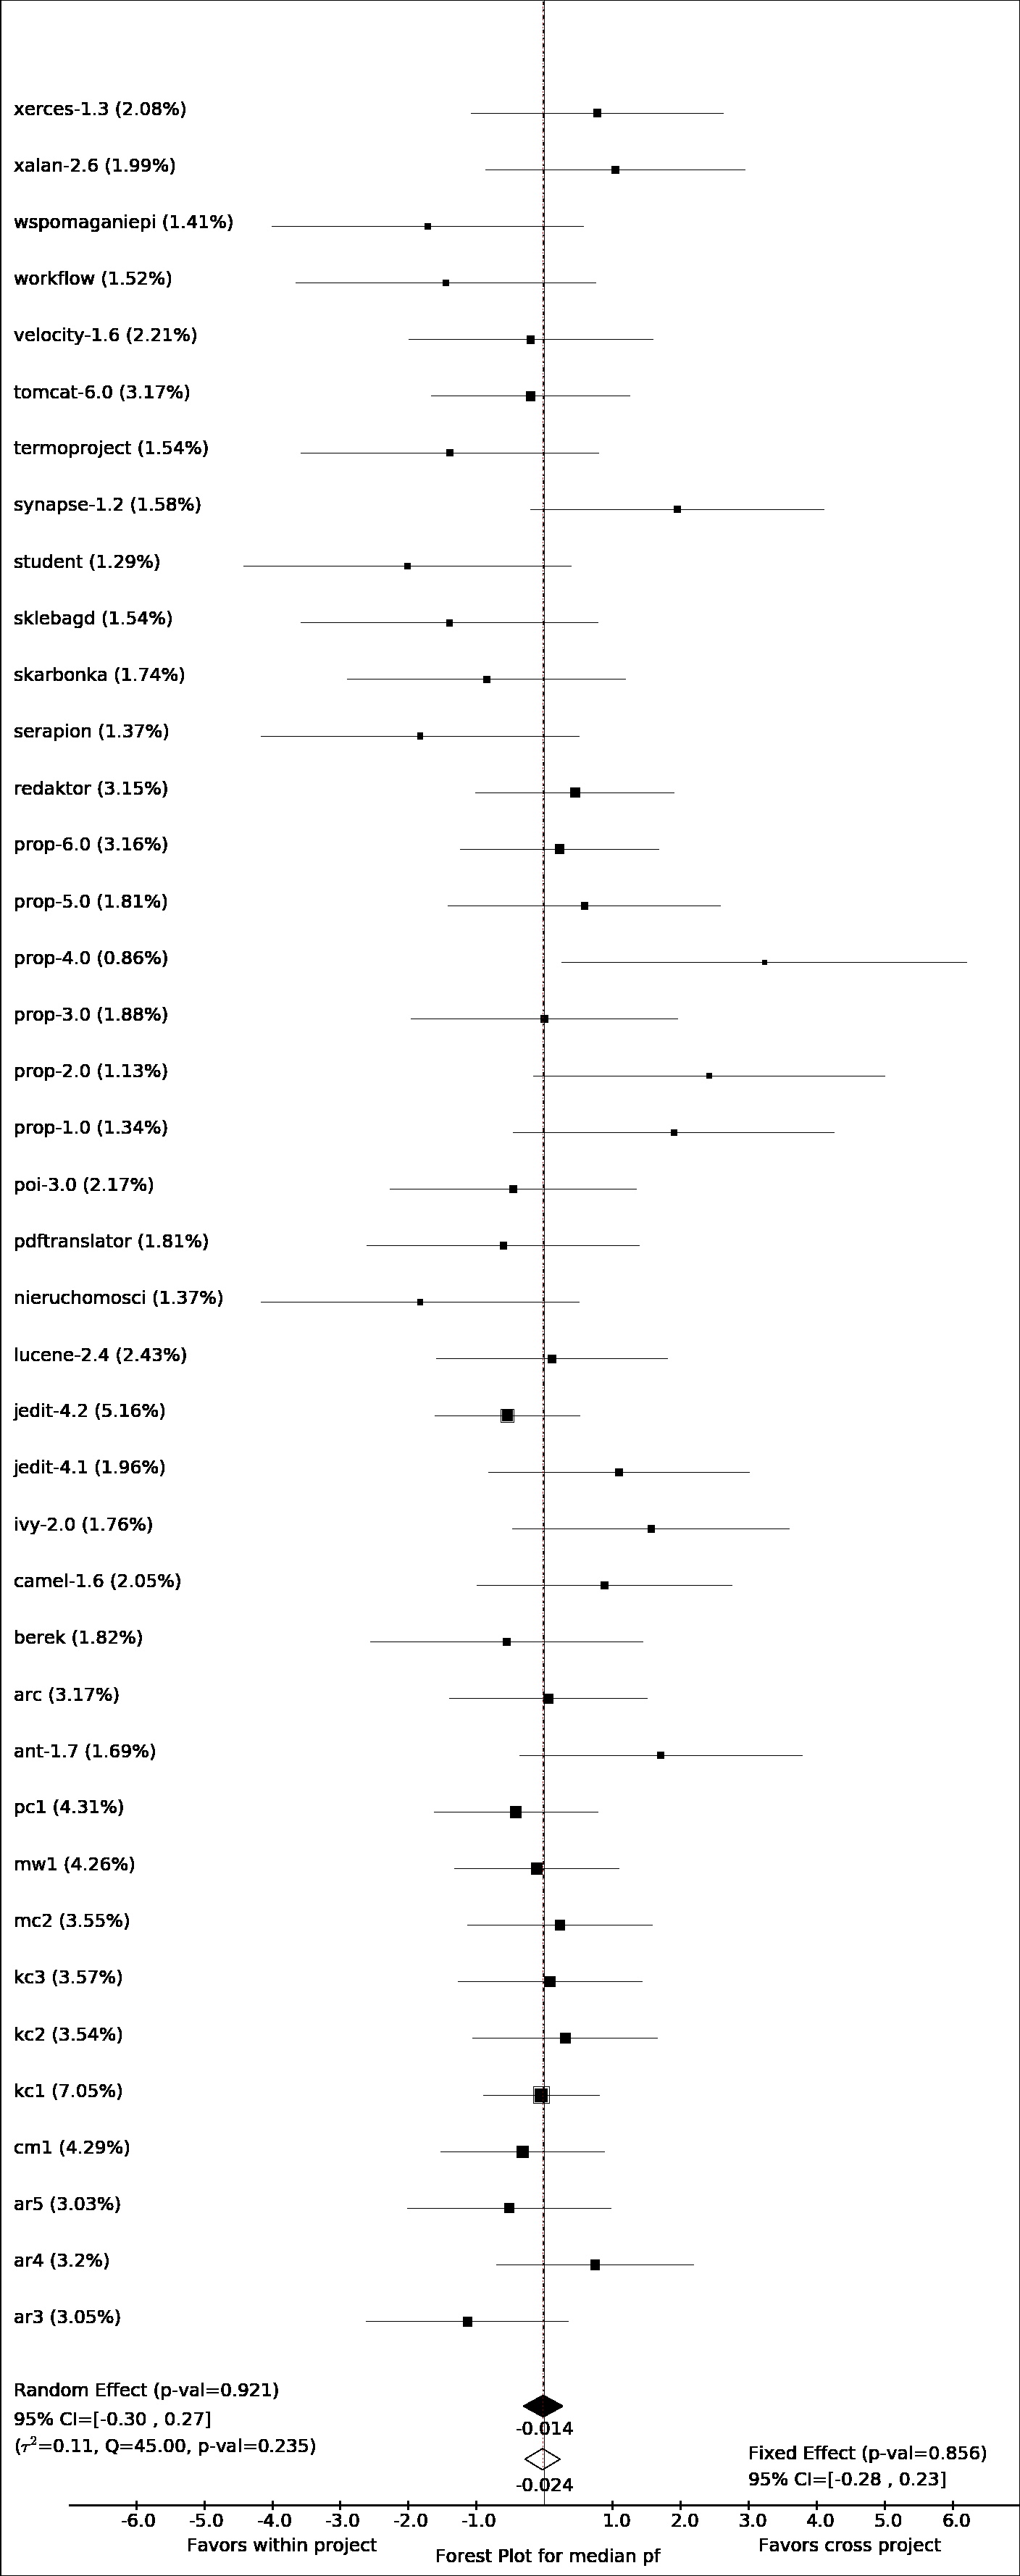 xerces-1.3 (2.08%)
xalan-2.6 (1.99%)
wspomaganiepi (1.41%)
workflow (1.52%)
velocity-1.6 (2.21%)
tomcat-6.0 (3.17%)
termoproject (1.54%)
synapse-1.2 (1.58%)
student (1.29%)
sklebagd (1.54%)
skarbonka (1.74%)
serapion (1.37%)
redaktor (3.15%)
prop-6.0 (3.16%)
prop-5.0 (1.81%)
prop-4.0 (0.86%)
prop-3.0 (1.88%)
prop-2.0 (1.13%)
prop-1.0 (1.34%)
poi-3.0 (2.17%)
pdftranslator (1.81%)
nieruchomosci (1.37%)
lucene-2.4 (2.43%)
jedit-4.2 (5.16%)
jedit-4.1 (1.96%)
ivy-2.0 (1.76%)
camel-1.6 (2.05%)
berek (1.82%)
arc (3.17%)
ant-1.7 (1.69%)
pc1 (4.31%)
mw1 (4.26%)
mc2 (3.55%)
kc3 (3.57%)
kc2 (3.54%)
kc1 (7.05%)
cm1 (4.29%)
ar5 (3.03%)
ar4 (3.2%)
ar3 (3.05%)
Random Effect (p-val=0.921)
95% CI=[-0.30 , 0.27]
(τ²=0.11, Q=45.00, p-val=0.235)
-0.014
-0.024
Fixed Effect (p-val=0.856)
95% CI=[-0.28 , 0.23]
-6.0 -5.0 -4.0 -3.0 -2.0 -1.0 1.0 2.0 3.0 4.0 5.0 6.0
Favors within project Favors cross project
Forest Plot for median pf